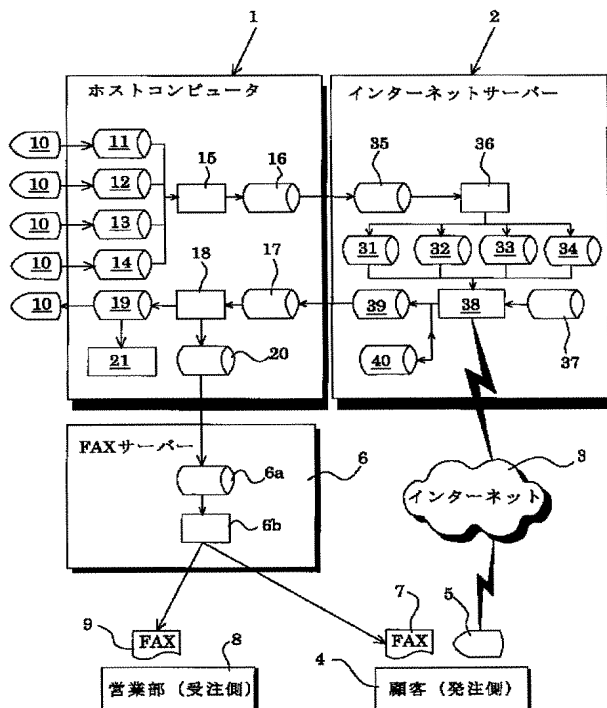 1
2
ホストコンピュータ
インターネットサーバー
10 11
10 12
10 13
10 14
15 16
35 36
31 32 33 34
10 19 18 17
39 38 37
21 20
40
FAXサーバー
6
6a
6b
3
インターネット
9 FAX
8
7 FAX
5
4
営業部（受注側）
顧客（発注側）